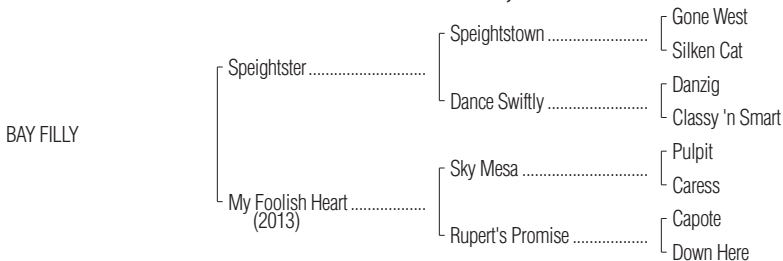 Gone West
Speightstown
Silken Cat
Speightster
Danzig
Dance Swiftly
Classy 'n Smart
BAY FILLY
Pulpit
Sky Mesa
Caress
My Foolish Heart
(2013)
Capote
Rupert's Promise
Down Here